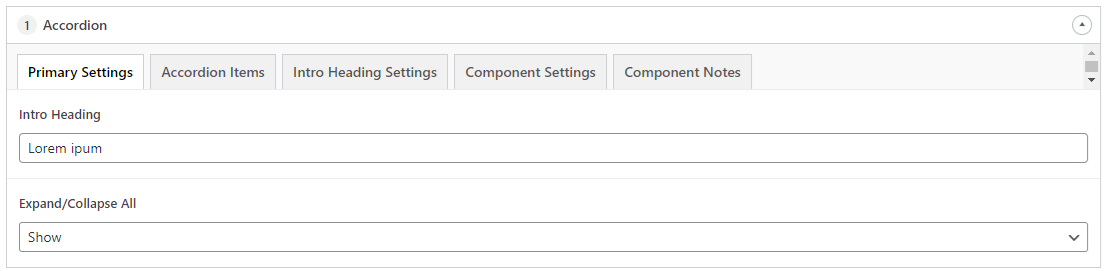 1 Accordion
Primary Settings Accordion Items Intro Heading Settings Component Settings Component Notes
Intro Heading
Lorem ipum
Expand/Collapse All
Show